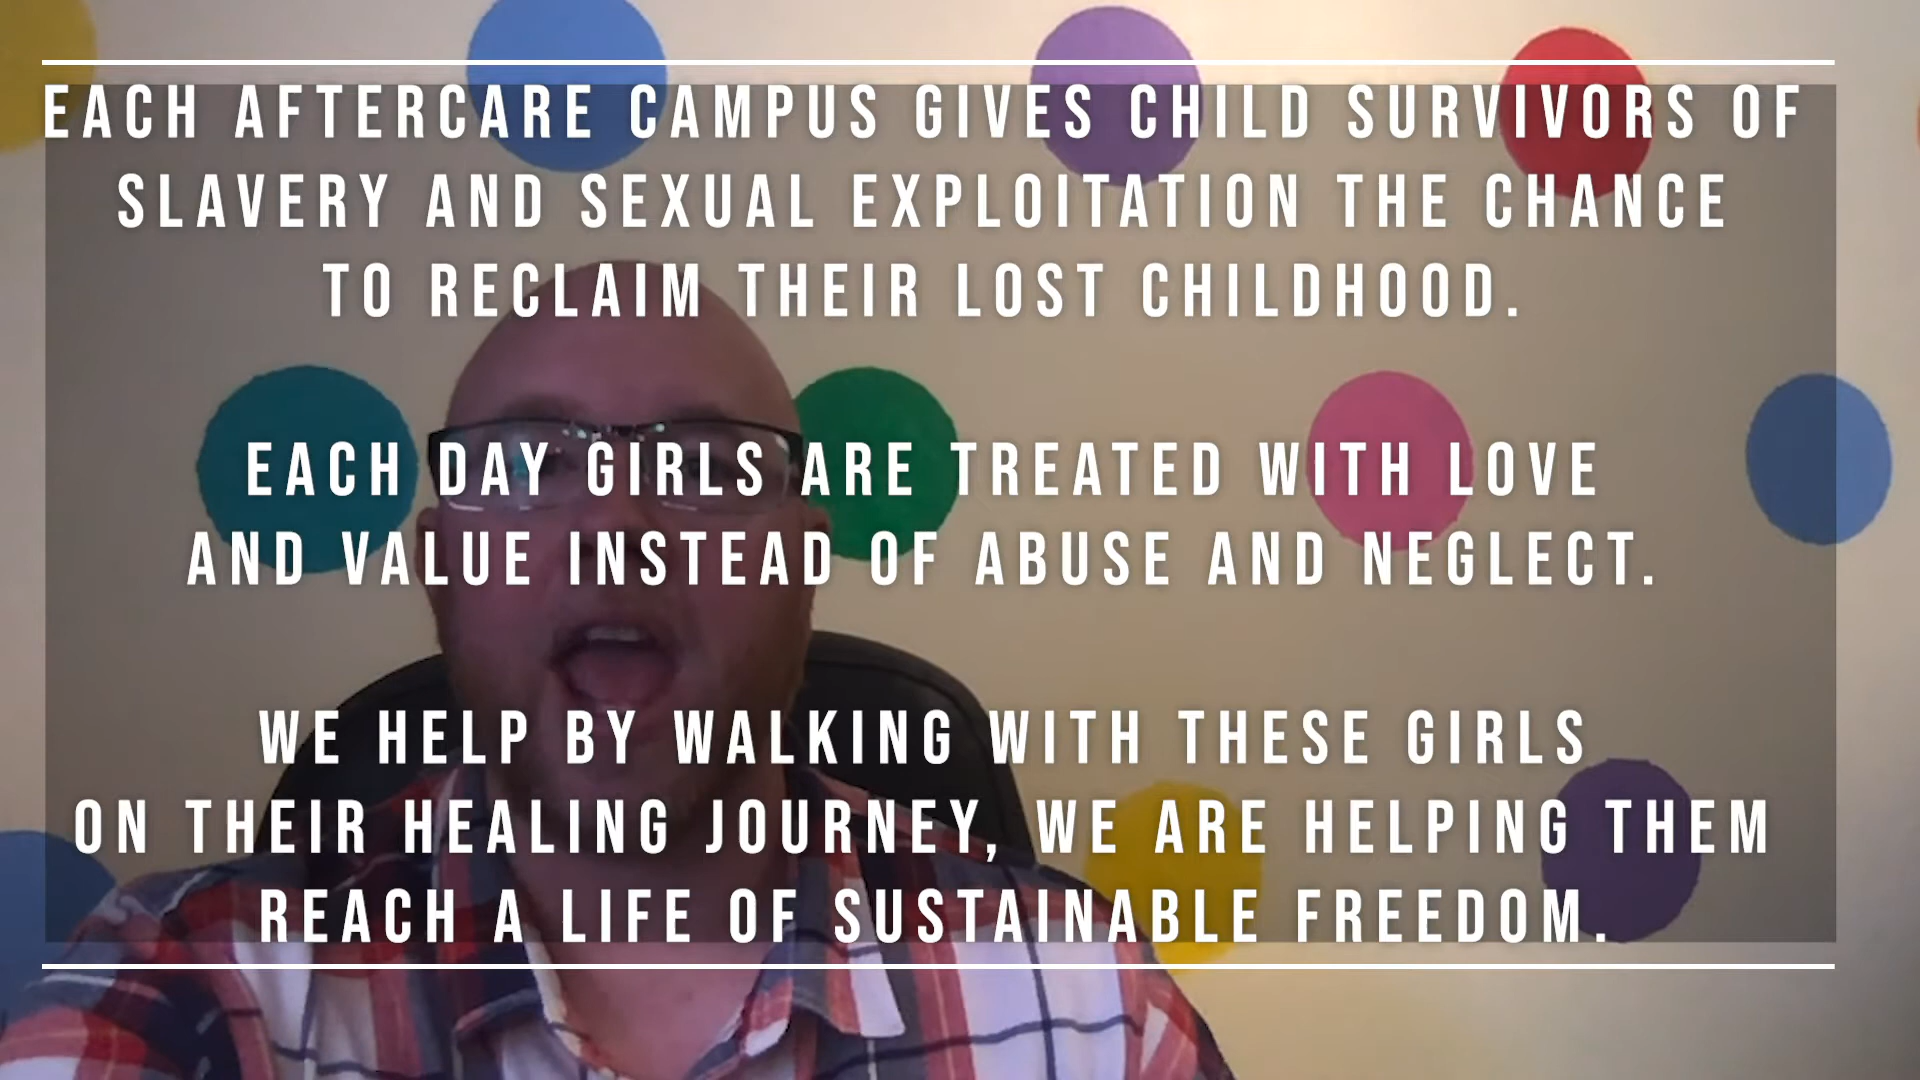 EACH AFTERCARE CAMPUS GIVES CHILD SURVIVORS OF
SLAVERY AND SEXUAL EXPLOITATION THE CHANCE
TO RECLAIM THEIR LOST CHILDHOOD.
EACH DAY GIRLS ARE TREATED WITH LOVE
AND VALUE INSTEAD OF ABUSE AND NEGLECT.
WE HELP BY WALKING WITH THESE GIRLS
ON THEIR HEALING JOURNEY, WE ARE HELPING THEM
REACH A LIFE OF SUSTAINABLE FREEDOM.